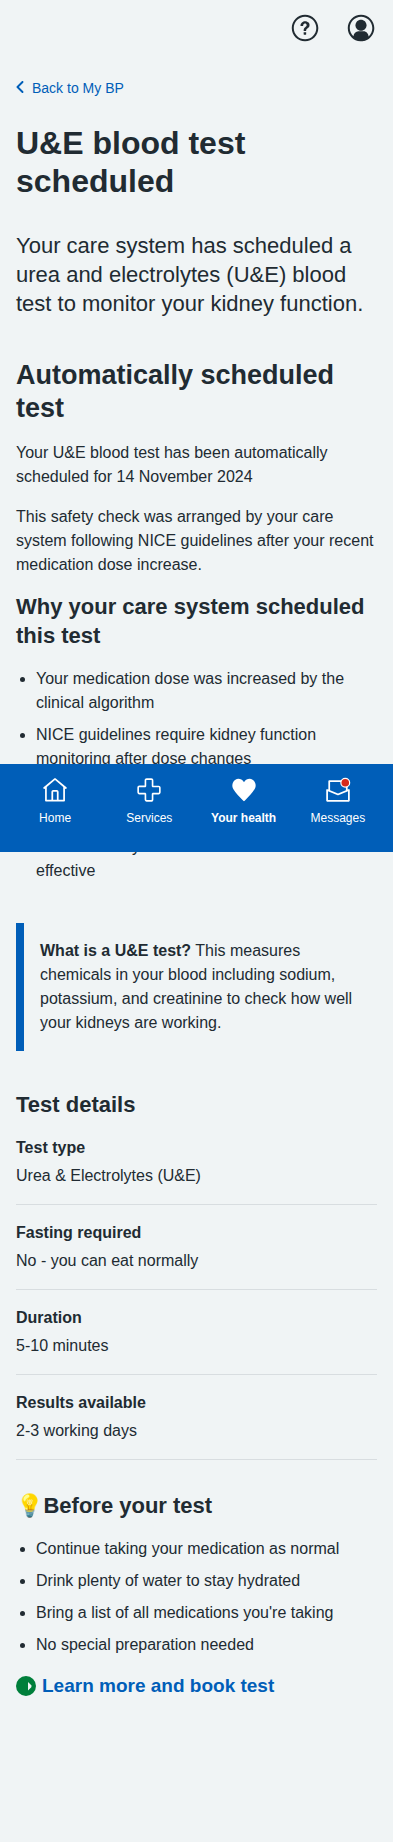 Back to My BP
U&E blood test
scheduled
Your care system has scheduled a
urea and electrolytes (U&E) blood
test to monitor your kidney function.
Automatically scheduled
test
Your U&E blood test has been automatically
scheduled for 14 November 2024
This safety check was arranged by your care
system following NICE guidelines after your recent
medication dose increase.
Why your care system scheduled
this test
Your medication dose was increased by the
clinical algorithm
NICE guidelines require kidney function
monitoring after dose changes
Home Services Your health Messages
effective
What is a U&E test? This measures
chemicals in your blood including sodium,
potassium, and creatinine to check how well
your kidneys are working.
Test details
Test type
Urea & Electrolytes (U&E)
Fasting required
No - you can eat normally
Duration
5-10 minutes
Results available
2-3 working days
💡Before your test
Continue taking your medication as normal
Drink plenty of water to stay hydrated
Bring a list of all medications you're taking
No special preparation needed
Learn more and book test